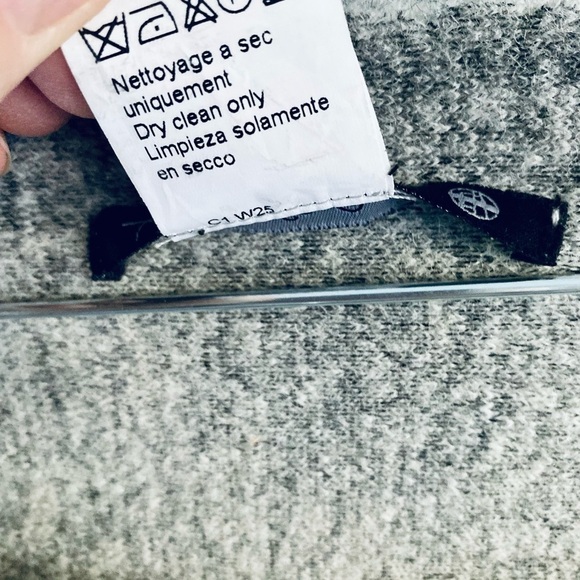 Nettoyage a sec
uniquement
Dry clean only
Limpieza solamente
en secco
C1 W25